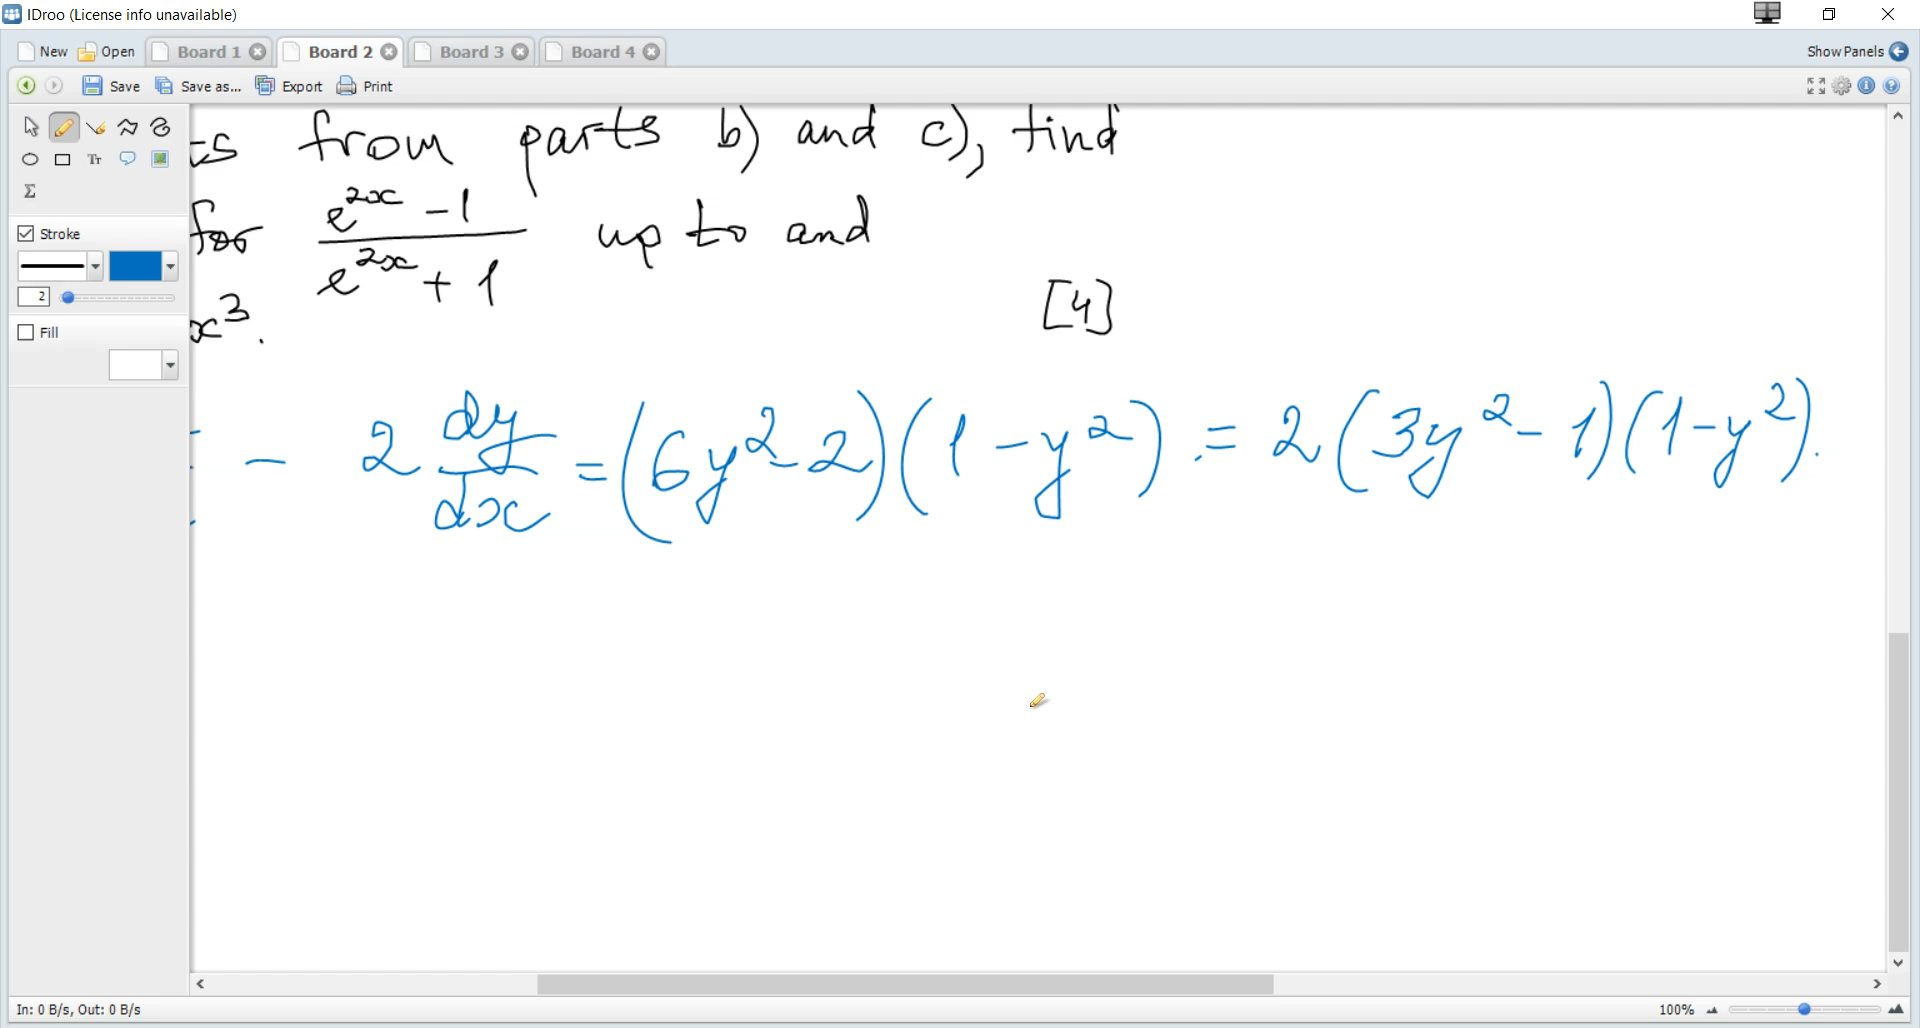 IDroo (License info unavailable)
New Open Board 1 Board 2 Board 3 Board 4 Show Panels
Save Save as... Export Print
from parts b) and c), find
for (e^{2x} - 1)/(e^{2x} + 1) up to and
x^3. [4]
Tt
Σ
Stroke
2
Fill
- 2 dy/dx = (6y^2 - 2)(1 - y^2) = 2(3y^2 - 1)(1 - y^2).
In: 0 B/s, Out: 0 B/s 100%